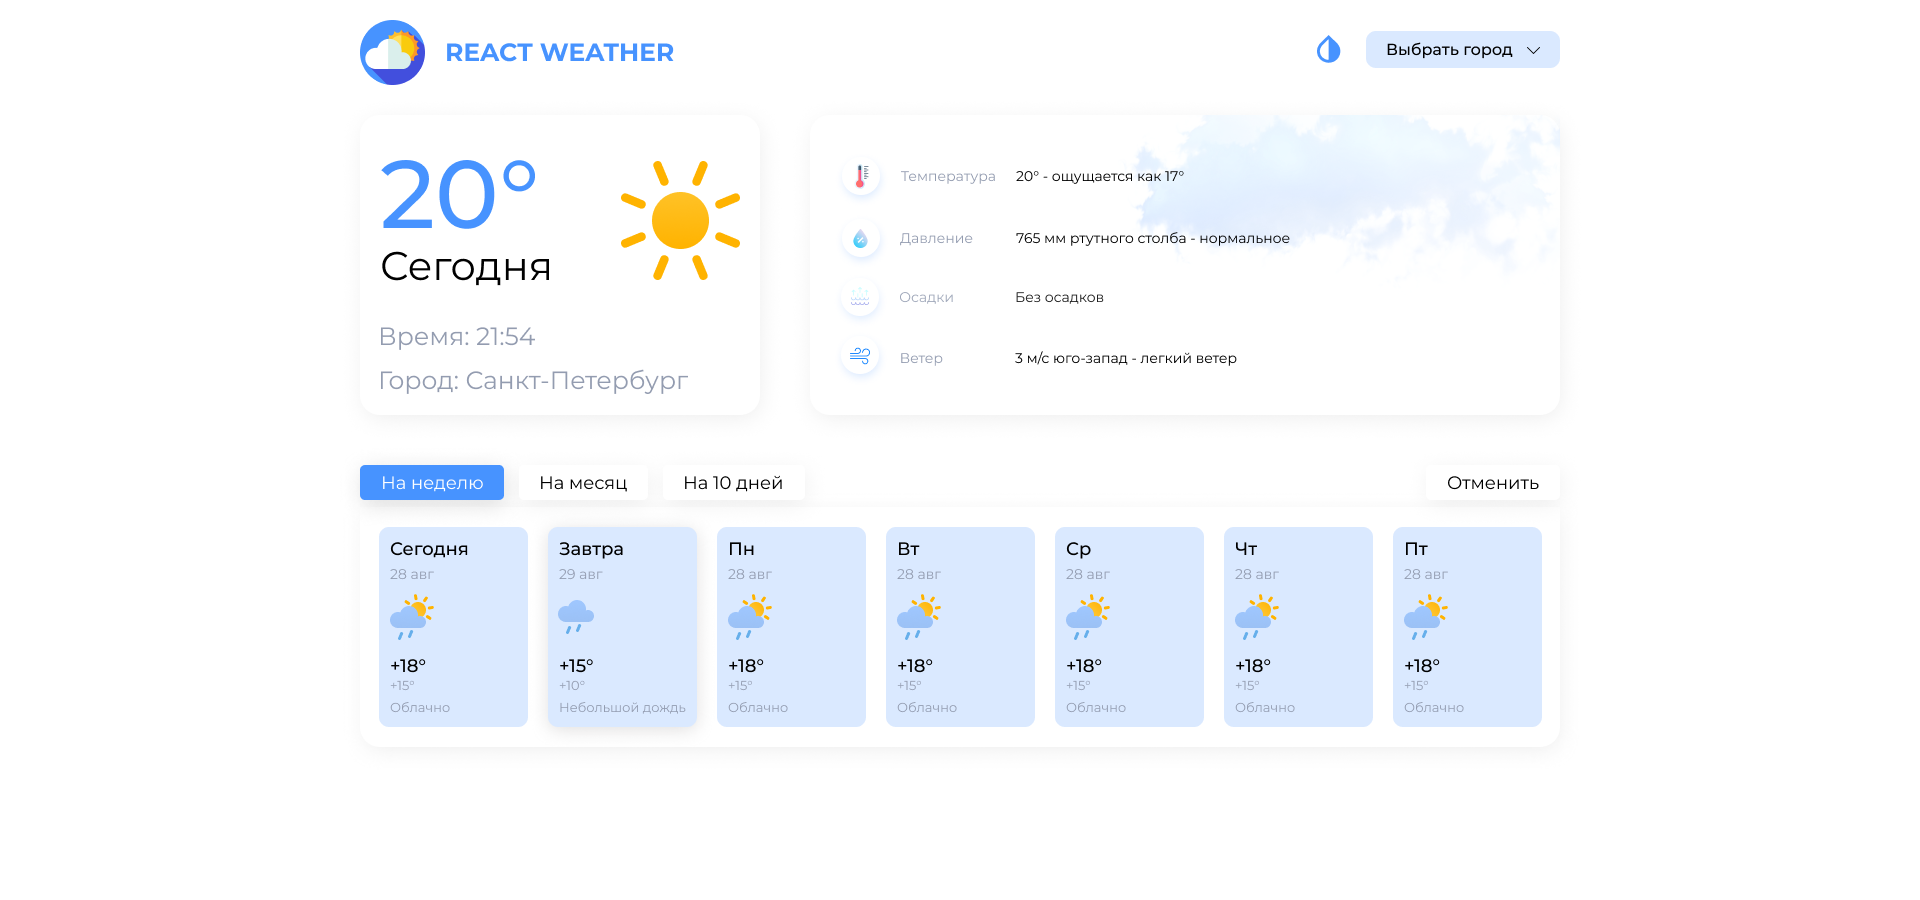 REACT WEATHER
Выбрать город
20°
Сегодня
Время: 21:54
Город: Санкт-Петербург
Температура 20° - ощущается как 17°
Давление 765 мм ртутного столба - нормальное
Осадки Без осадков
Ветер 3 м/с юго-запад - легкий ветер
На неделю На месяц На 10 дней Отменить
Сегодня
28 авг
+18°
+15°
Облачно
Завтра
29 авг
+15°
+10°
Небольшой дождь
Пн
28 авг
+18°
+15°
Облачно
Вт
28 авг
+18°
+15°
Облачно
Ср
28 авг
+18°
+15°
Облачно
Чт
28 авг
+18°
+15°
Облачно
Пт
28 авг
+18°
+15°
Облачно